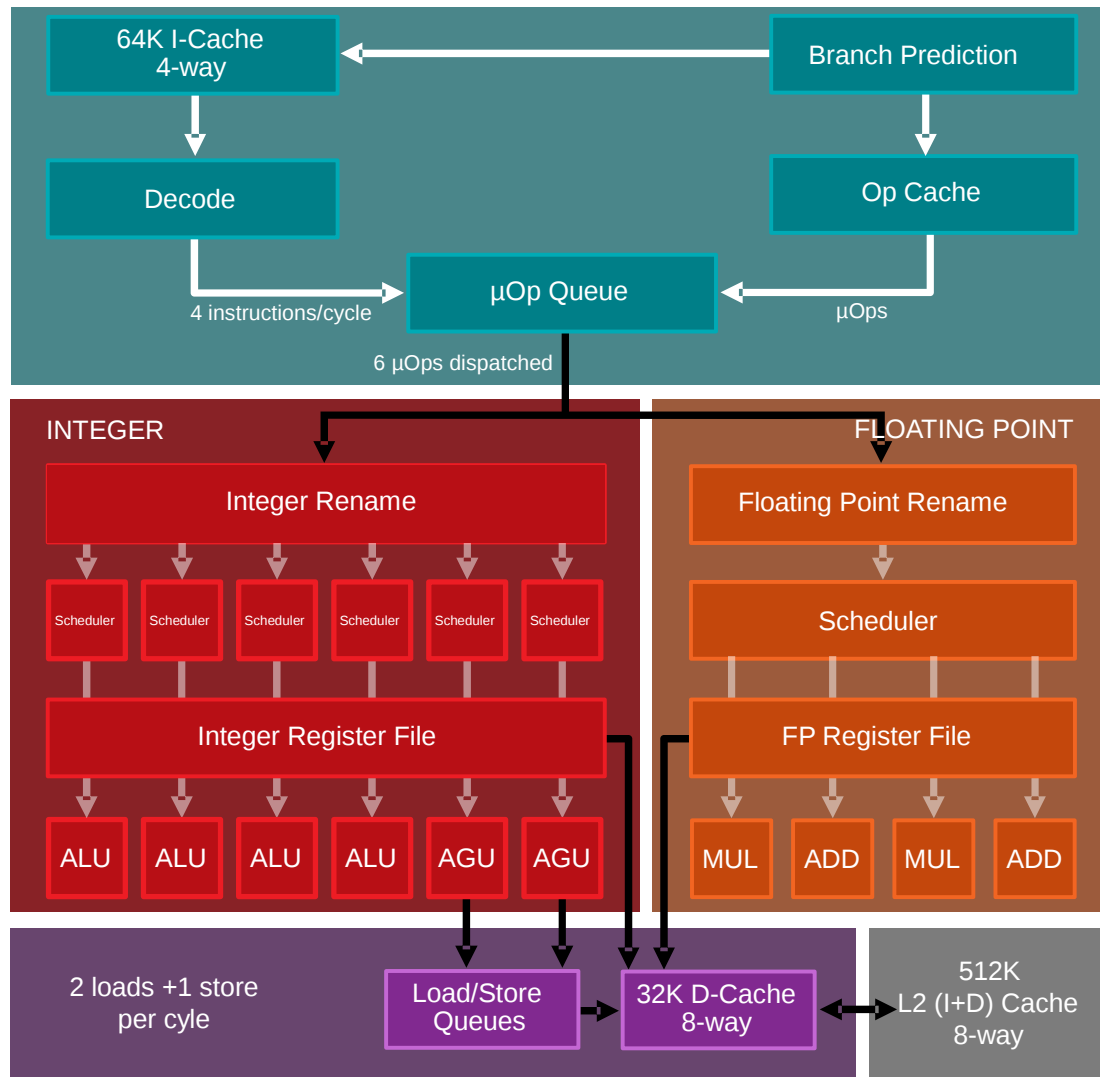 64K I-Cache
4-way
Branch Prediction
Decode
Op Cache
µOp Queue
4 instructions/cycle
µOps
6 µOps dispatched
INTEGER
FLOATING POINT
Integer Rename
Floating Point Rename
Scheduler
Scheduler
Scheduler
Scheduler
Scheduler
Scheduler
Scheduler
Integer Register File
FP Register File
ALU
ALU
ALU
ALU
AGU
AGU
MUL
ADD
MUL
ADD
2 loads +1 store
per cyle
Load/Store
Queues
32K D-Cache
8-way
512K
L2 (I+D) Cache
8-way